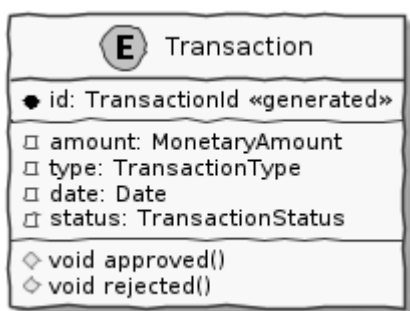 E Transaction
id: TransactionId «generated»
amount: MonetaryAmount
type: TransactionType
date: Date
status: TransactionStatus
void approved()
void rejected()